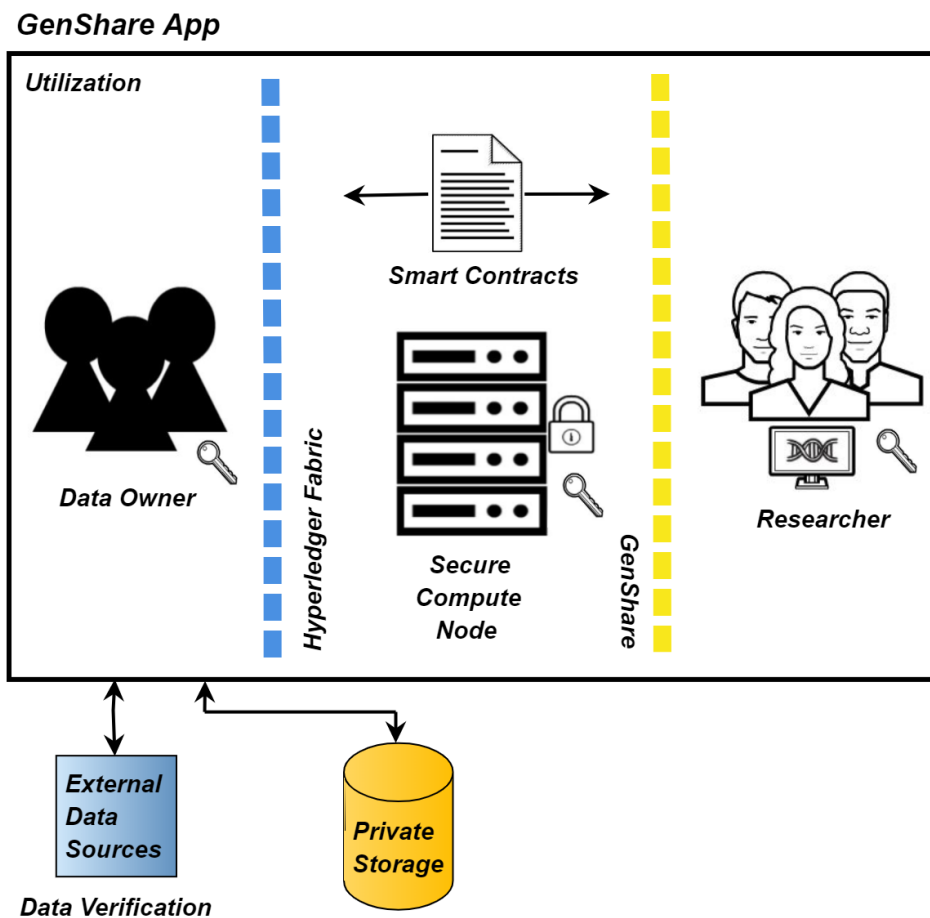 GenShare App
Utilization
Smart Contracts
Data Owner
Hyperledger Fabric
Secure
Compute
Node
GenShare
Researcher
External
Data
Sources
Data Verification
Private
Storage